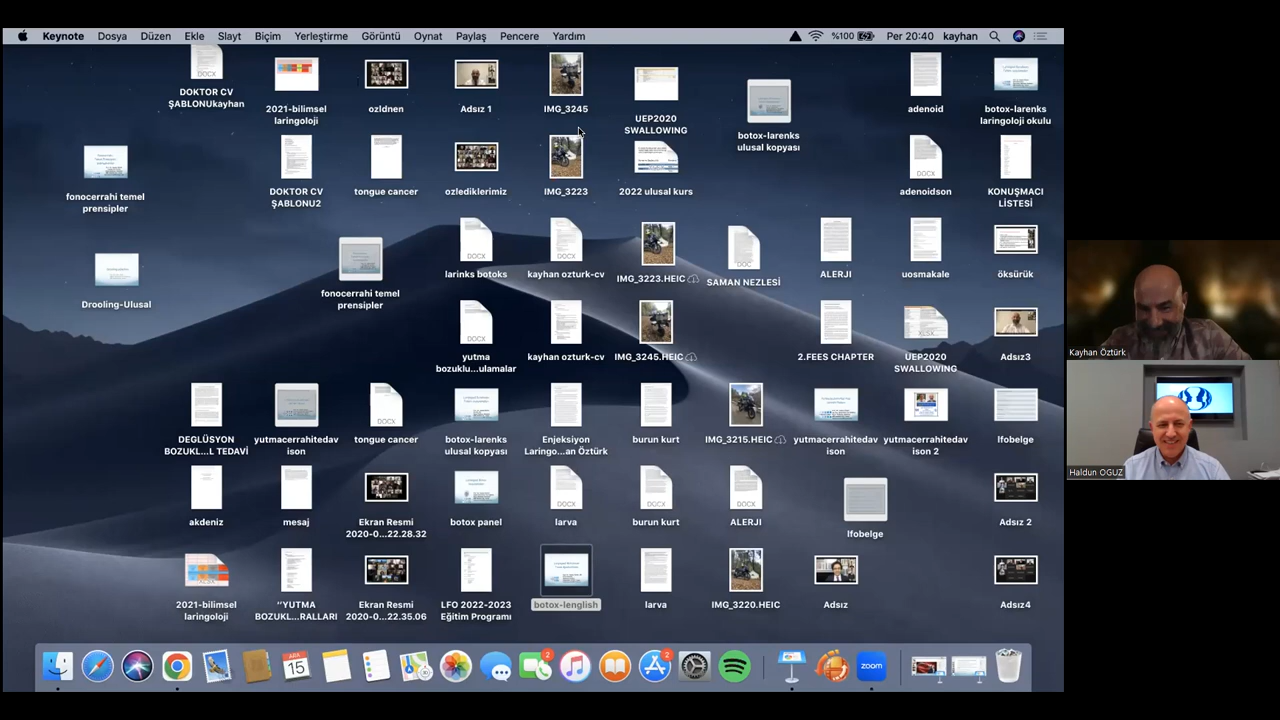 Keynote Dosya Düzen Ekle Slayt Biçim Yerleştirme Görüntü Oynat Paylaş Pencere Yardım %100 Per 20:40 kayhan
DOKTOR CV
ŞABLONUkayhan
2021-bilimsel
laringoloji
ozldnen
Adsız 1
IMG_3245
UEP2020
SWALLOWING
botox-larenks
ulusal kopyası
adenoid
botox-larenks
laringoloji okulu
fonocerrahi temel
prensipler
DOKTOR CV
ŞABLONU2
tongue cancer
ozlediklerimiz
IMG_3223
2022 ulusal kurs
adenoidson
KONUŞMACI
LİSTESİ
Drooling-Ulusal
fonocerrahi temel
prensipler
larinks botoks
kayhan ozturk-cv
IMG_3223.HEIC
SAMAN NEZLESİ
ALERJI
uosmakale
öksürük
yutma
bozuklu...ulamalar
kayhan ozturk-cv
IMG_3245.HEIC
2.FEES CHAPTER
UEP2020
SWALLOWING
Adsız3
Kayhan Öztürk
DEGLÜSYON
BOZUKL...L TEDAVİ
yutmacerrahitedav
ison
tongue cancer
botox-larenks
ulusal kopyası
Enjeksiyon
Laringo...an Öztürk
burun kurt
IMG_3215.HEIC
yutmacerrahitedav
ison
yutmacerrahitedav
ison 2
lfobelge
Haldun OGUZ
akdeniz
mesaj
Ekran Resmi
2020-0...22.28.32
botox panel
larva
burun kurt
ALERJI
lfobelge
Adsız 2
2021-bilimsel
laringoloji
"YUTMA
BOZUKL...RALLARI
Ekran Resmi
2020-0...22.35.06
LFO 2022-2023
Eğitim Programı
botox-lenglish
larva
IMG_3220.HEIC
Adsız
Adsız4
ARA
15
2
2
zoom